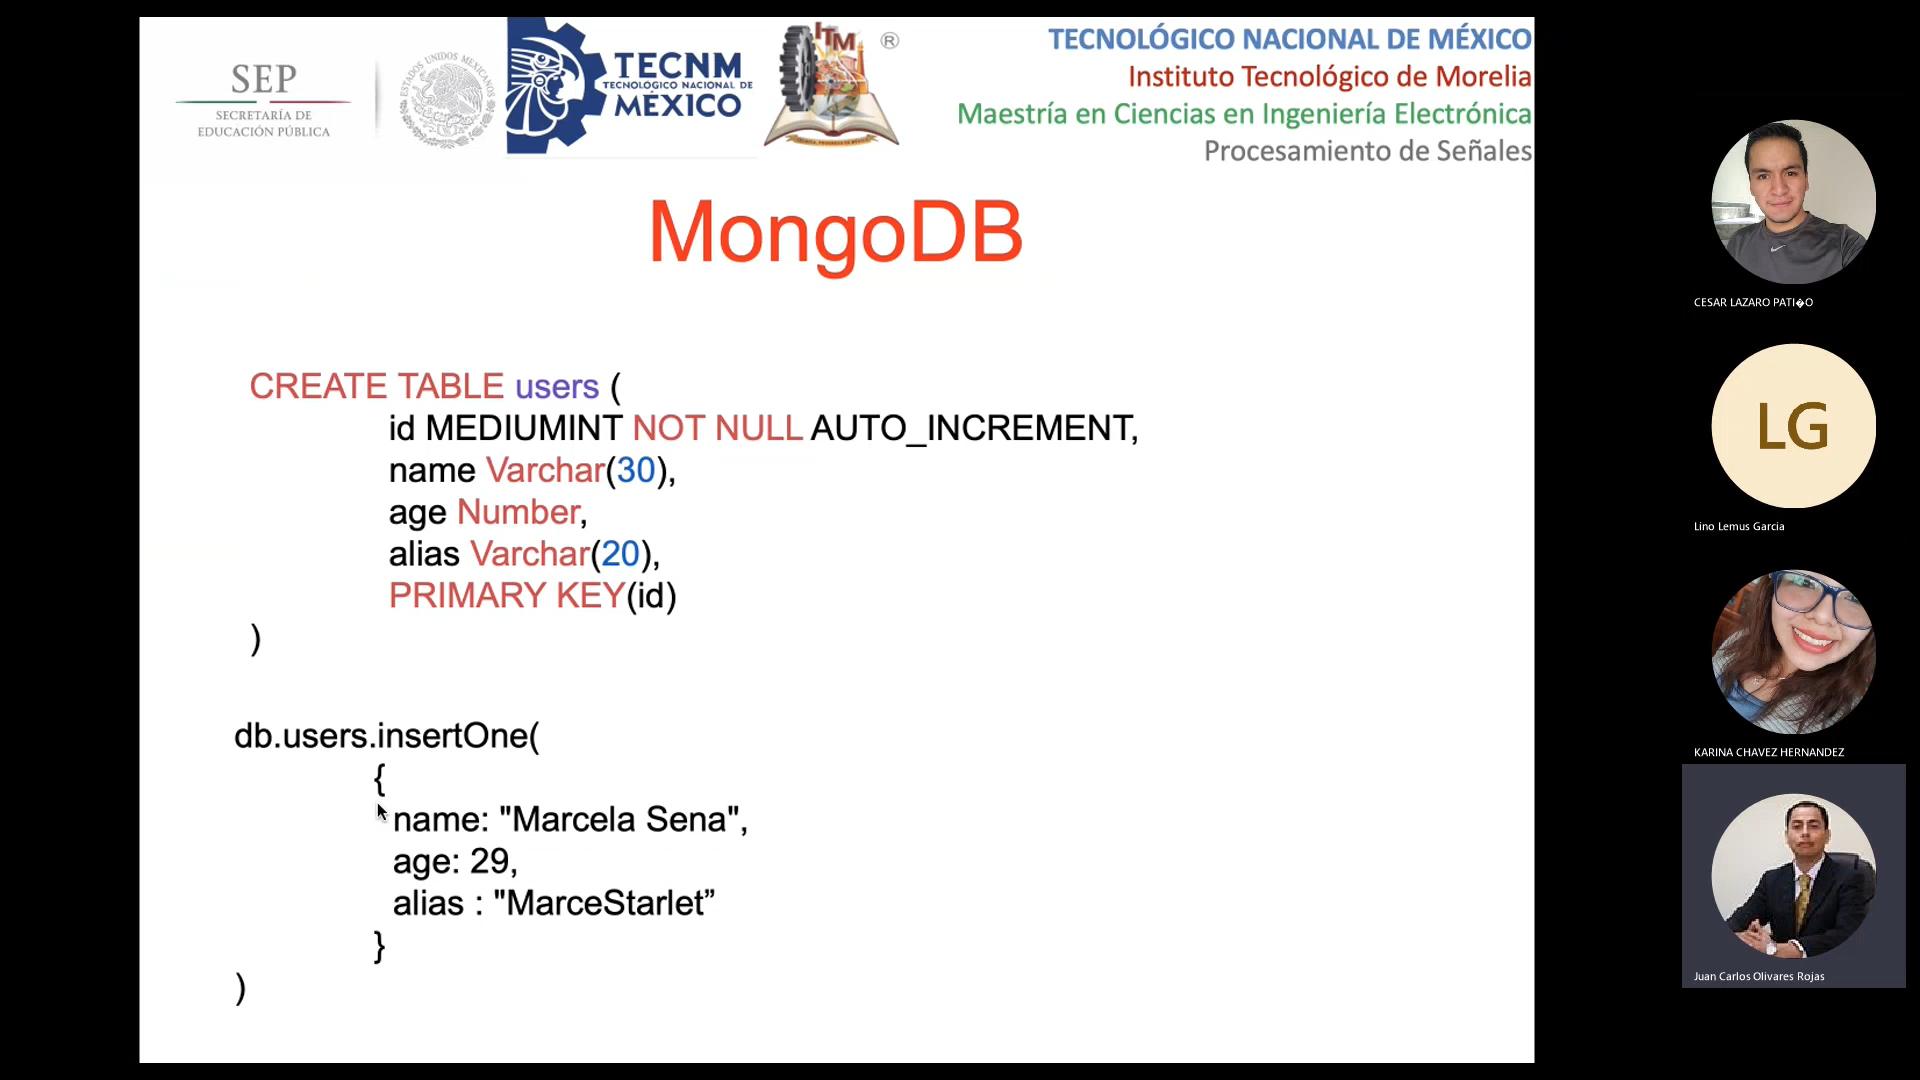 SEP
SECRETARÍA DE
EDUCACIÓN PÚBLICA
ESTADOS UNIDOS MEXICANOS
TECNM
TECNOLÓGICO NACIONAL DE
MÉXICO
ITM
®
TECNOLÓGICO NACIONAL DE MÉXICO
Instituto Tecnológico de Morelia
Maestría en Ciencias en Ingeniería Electrónica
Procesamiento de Señales
MongoDB
CREATE TABLE users (
id MEDIUMINT NOT NULL AUTO_INCREMENT,
name Varchar(30),
age Number,
alias Varchar(20),
PRIMARY KEY(id)
)
db.users.insertOne(
{
name: "Marcela Sena",
age: 29,
alias : "MarceStarlet”
}
)
CESAR LAZARO PATI�O
LG
Lino Lemus Garcia
KARINA CHAVEZ HERNANDEZ
Juan Carlos Olivares Rojas